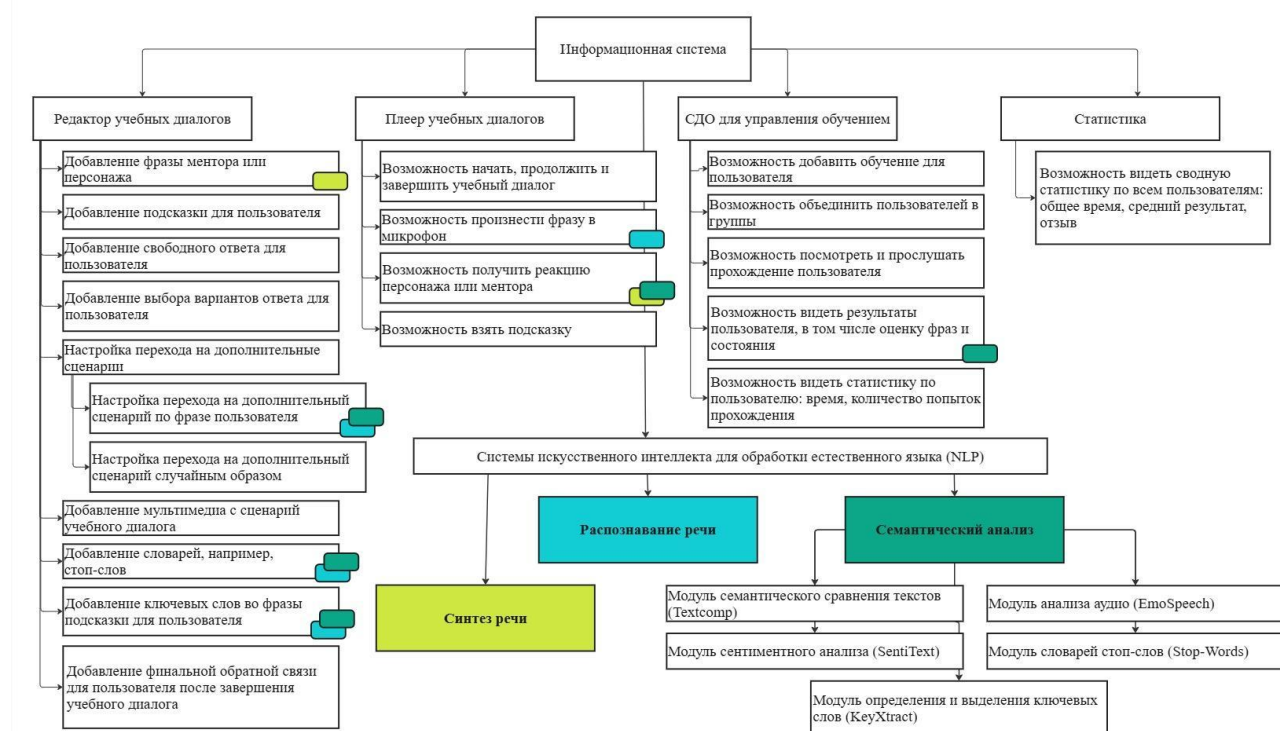 Информационная система
Редактор учебных диалогов
Добавление фразы ментора или
персонажа
Добавление подсказки для пользователя
Добавление свободного ответа для
пользователя
Добавление выбора вариантов ответа для
пользователя
Настройка перехода на дополнительные
сценарии
Настройка перехода на дополнительный
сценарий по фразе пользователя
Настройка перехода на дополнительный
сценарий случайным образом
Добавление мультимедиа с сценарий
учебного диалога
Добавление словарей, например,
стоп-слов
Добавление ключевых слов во фразы
подсказки для пользователя
Добавление финальной обратной связи
для пользователя после завершения
учебного диалога
Плеер учебных диалогов
Возможность начать, продолжить и
завершить учебный диалог
Возможность произнести фразу в
микрофон
Возможность получить реакцию
персонажа или ментора
Возможность взять подсказку
СДО для управления обучением
Возможность добавить обучение для
пользователя
Возможность объединить пользователей в
группы
Возможность посмотреть и прослушать
прохождение пользователя
Возможность видеть результаты
пользователя, в том числе оценку фраз и
состояния
Возможность видеть статистику по
пользователю: время, количество попыток
прохождения
Статистика
Возможность видеть сводную
статистику по всем пользователям:
общее время, средний результат,
отзыв
Системы искусственного интеллекта для обработки естественного языка (NLP)
Синтез речи
Распознавание речи
Семантический анализ
Модуль семантического сравнения текстов
(Textcomp)
Модуль сентиментного анализа (SentiText)
Модуль анализа аудио (EmoSpeech)
Модуль словарей стоп-слов (Stop-Words)
Модуль определения и выделения ключевых
слов (KeyXtract)